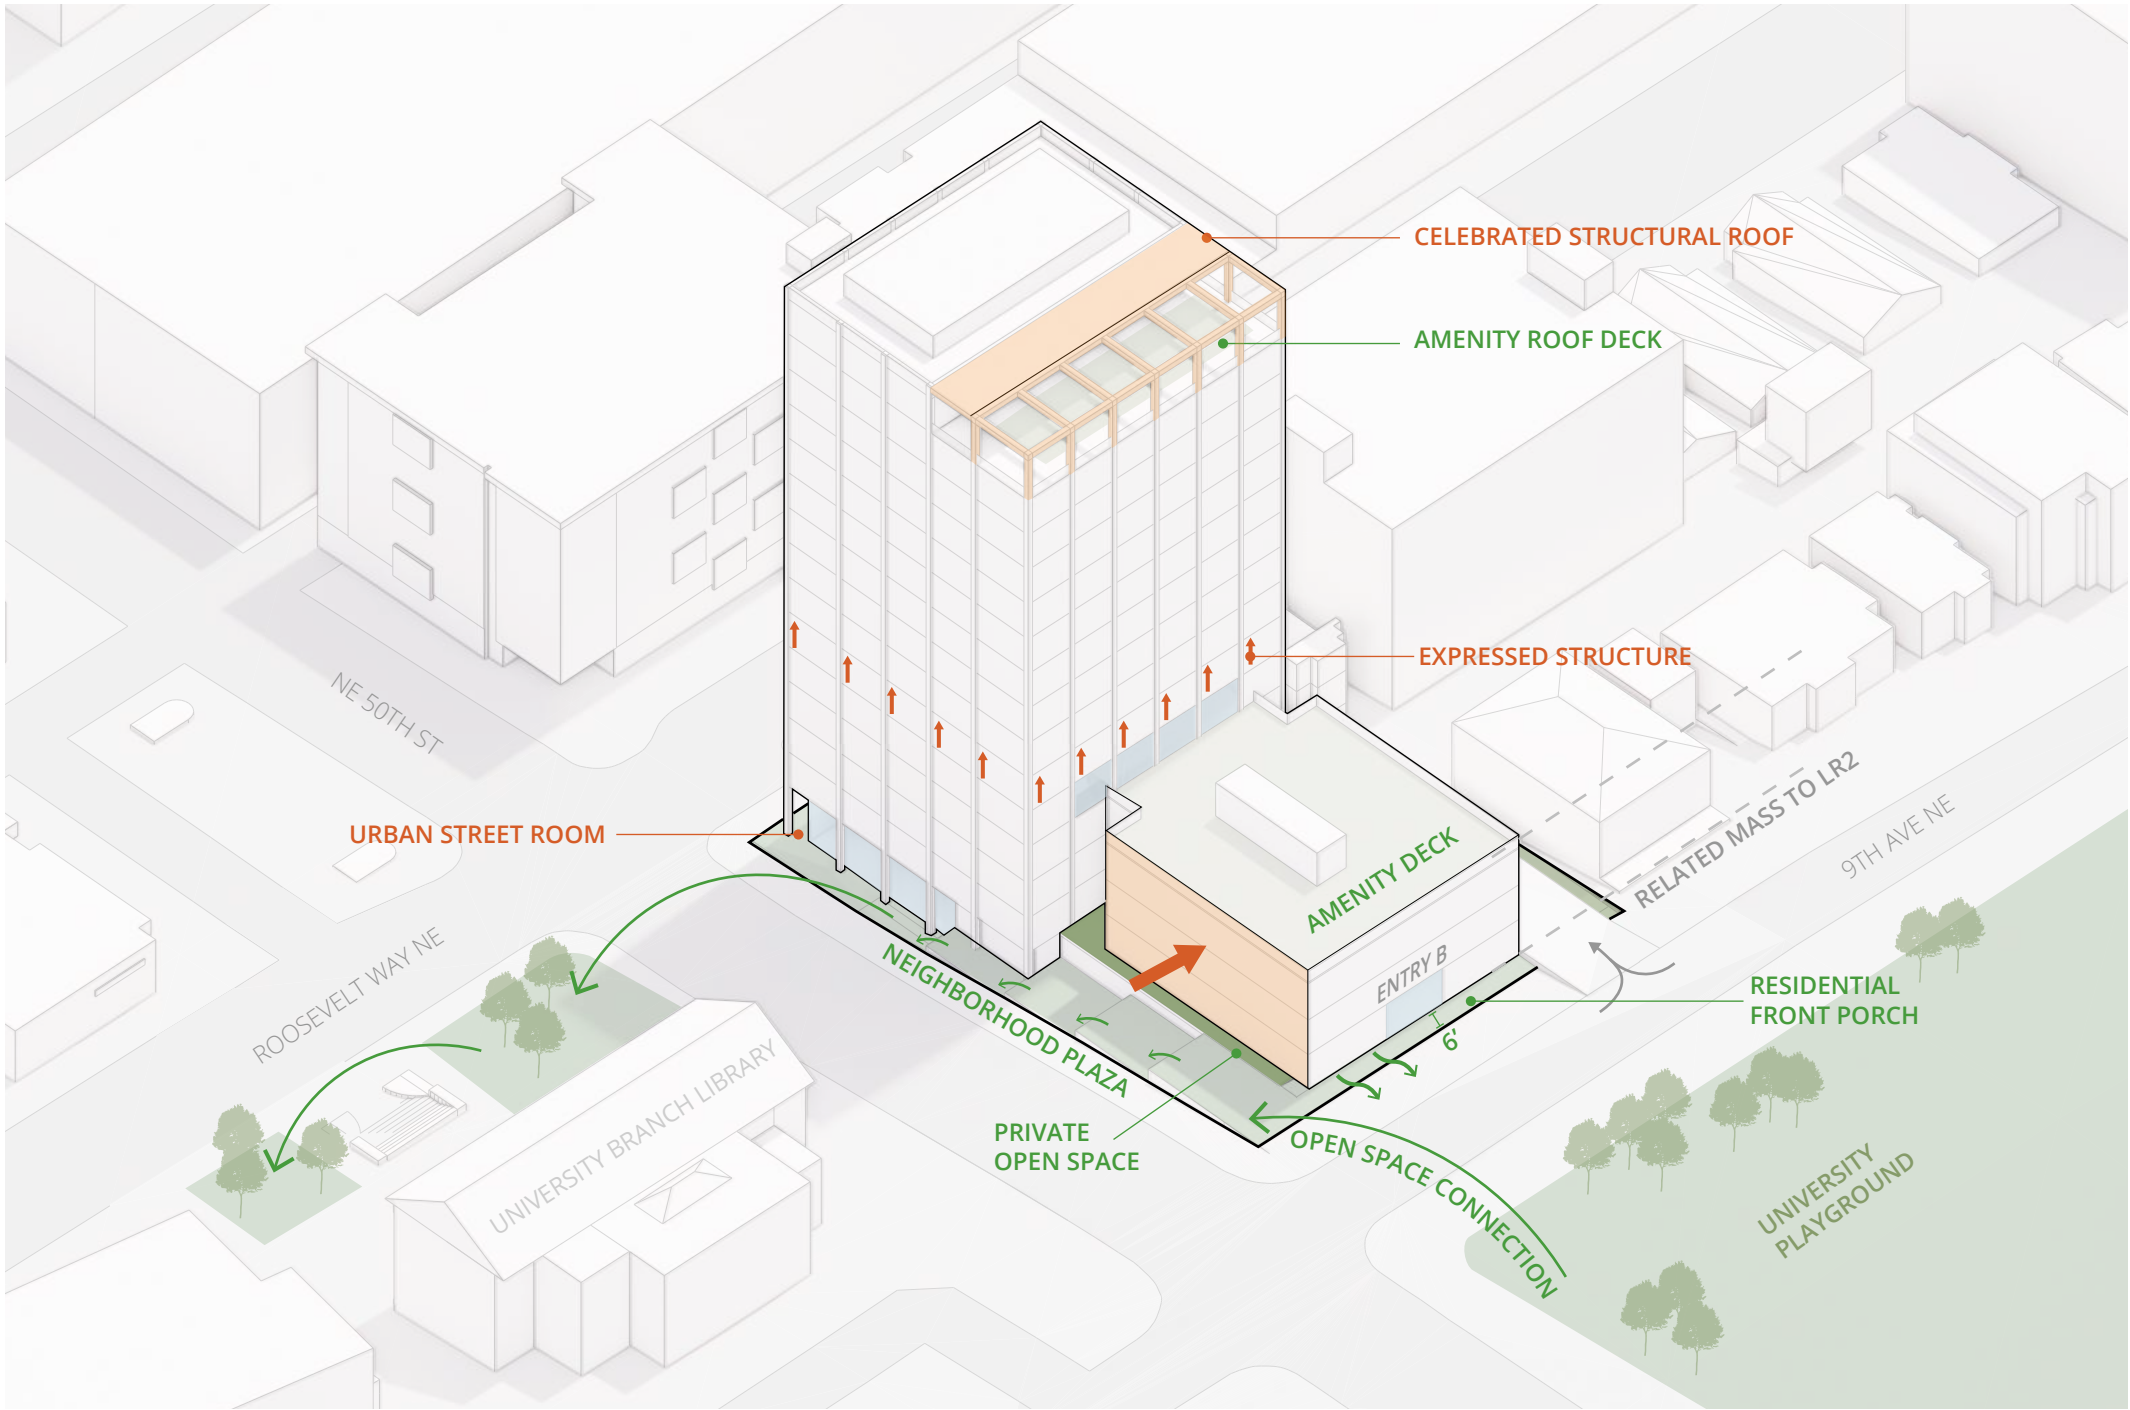 CELEBRATED STRUCTURAL ROOF
AMENITY ROOF DECK
EXPRESSED STRUCTURE
NE 50TH ST
URBAN STREET ROOM
RELATED MASS TO LR2
9TH AVE NE
AMENITY DECK
ROOSEVELT WAY NE
NEIGHBORHOOD PLAZA
ENTRY B
RESIDENTIAL
FRONT PORCH
6'
UNIVERSITY BRANCH LIBRARY
PRIVATE
OPEN SPACE
OPEN SPACE CONNECTION
UNIVERSITY
PLAYGROUND